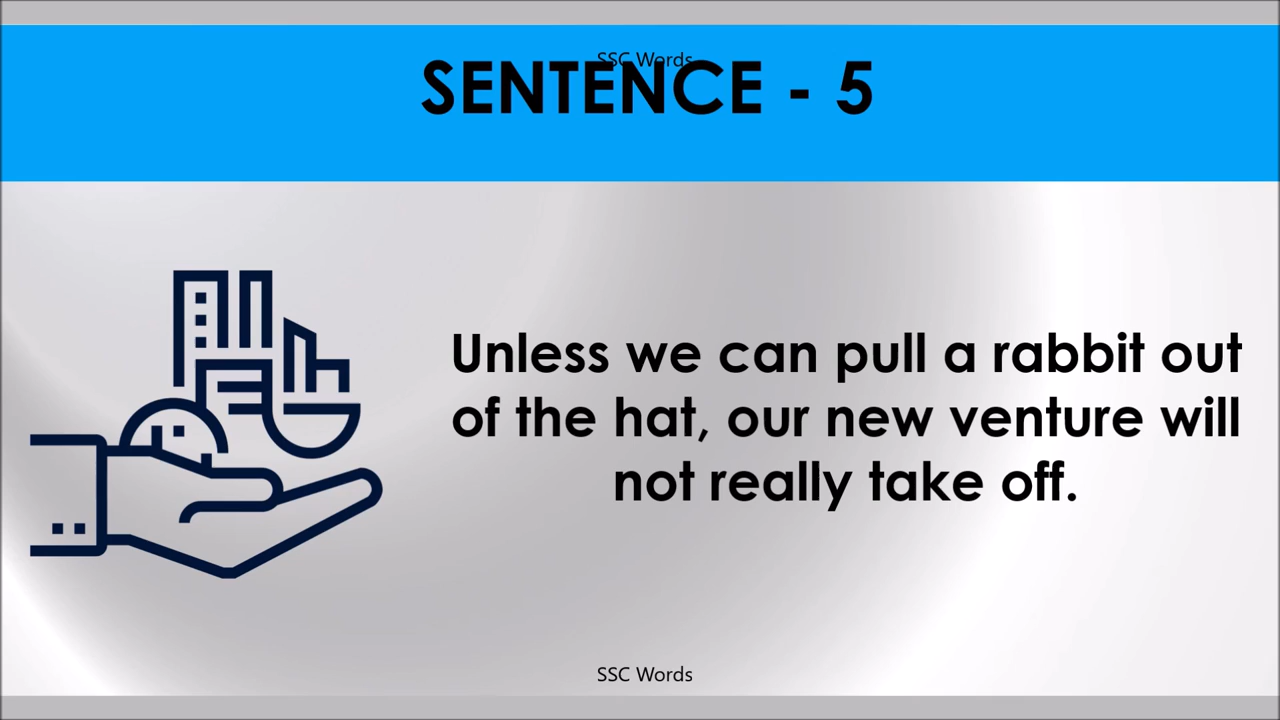 SSC Words
SENTENCE - 5
Unless we can pull a rabbit out
of the hat, our new venture will
not really take off.
SSC Words